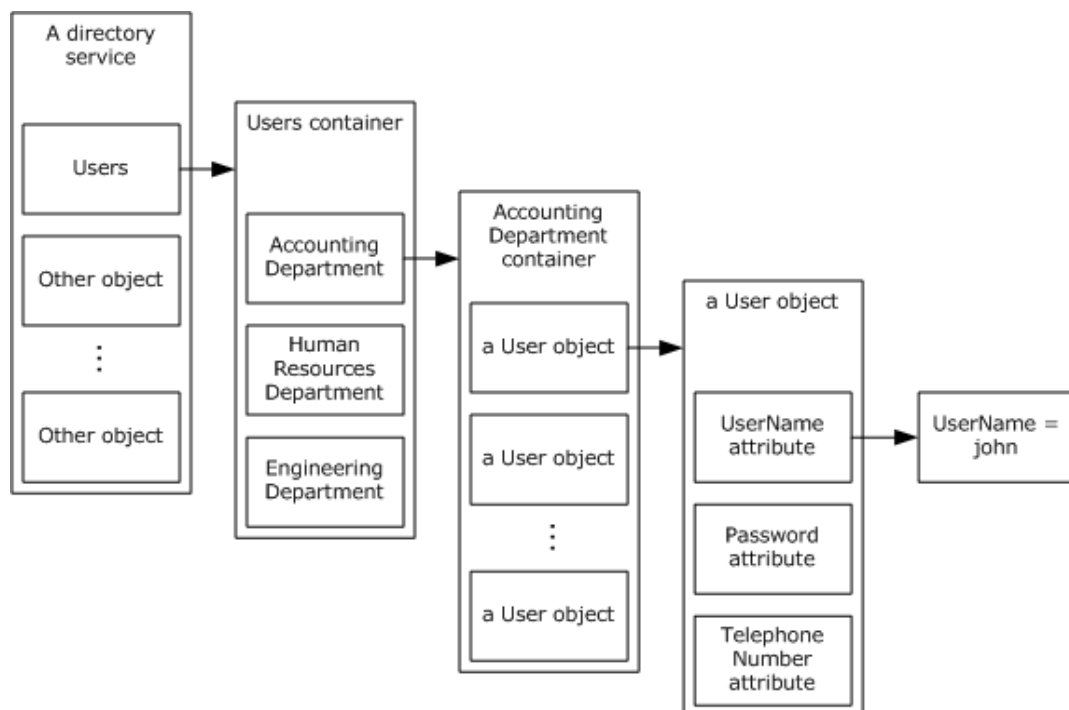 A directory
service
Users
Other object
Other object
Users container
Accounting
Department
Human
Resources
Department
Engineering
Department
Accounting
Department
container
a User object
a User object
a User object
a User object
UserName
attribute
Password
attribute
Telephone
Number
attribute
UserName =
john